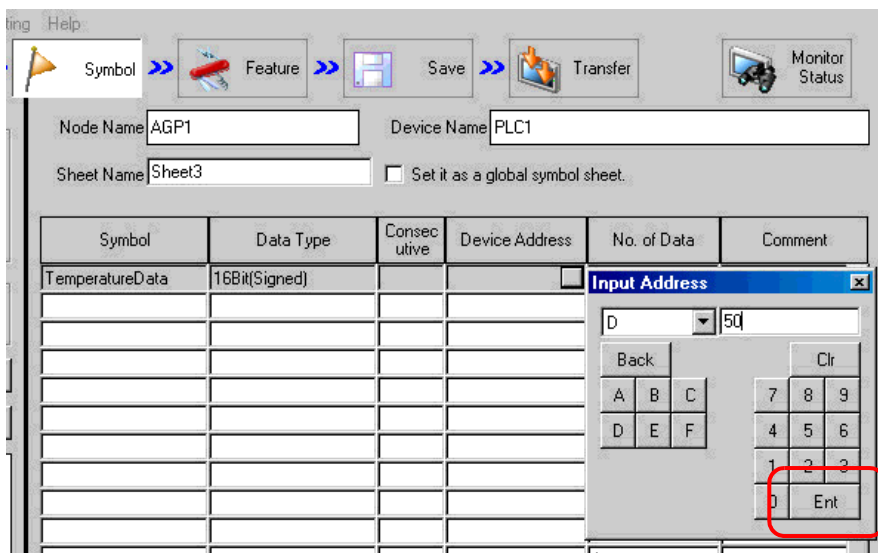 ting Help
Symbol >> Feature >> Save >> Transfer Monitor Status
Node Name AGP1 Device Name PLC1
Sheet Name Sheet3 Set it as a global symbol sheet.
Symbol Data Type Consecutive Device Address No. of Data Comment
TemperatureData 16Bit(Signed)
Input Address
D 50
Back Clr
A B C 7 8 9
D E F 4 5 6
1 2 3
0 Ent